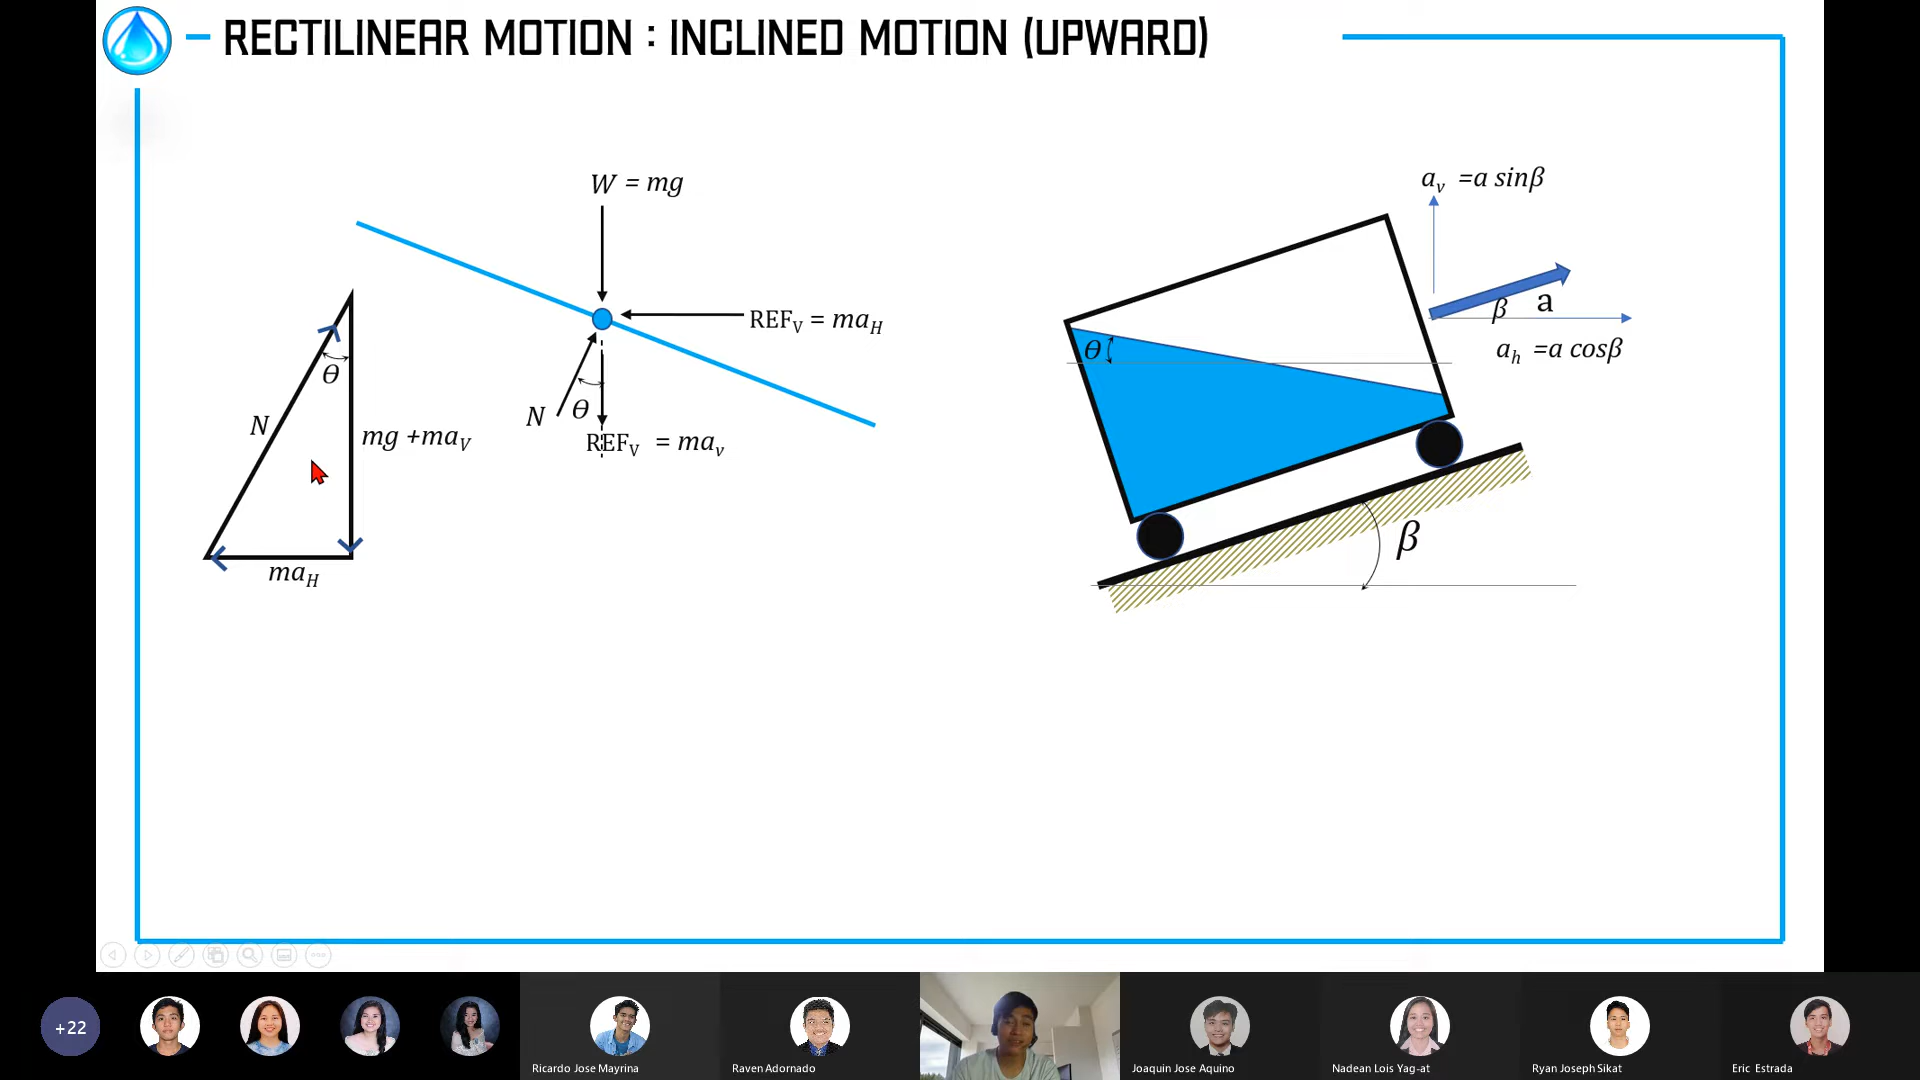 RECTILINEAR MOTION : INCLINED MOTION (UPWARD)
W = mg
REF_V = ma_H
θ
N
mg +ma_V
ma_H
N
θ
REF_V = ma_v
a_v =a sinβ
β
a
a_h =a cosβ
θ
β
+22
Ricardo Jose Mayrina
Raven Adornado
Joaquin Jose Aquino
Nadean Lois Yag-at
Ryan Joseph Sikat
Eric Estrada